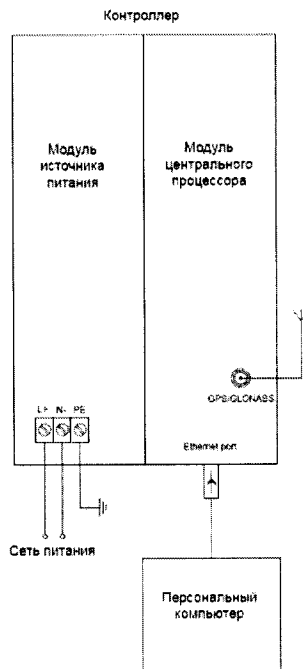 Контроллер
Модуль
источника
питания
Модуль
центрального
процессора
L+ N- PE
GPS/GLONASS
Ethernet port
Сеть питания
Персональный
компьютер